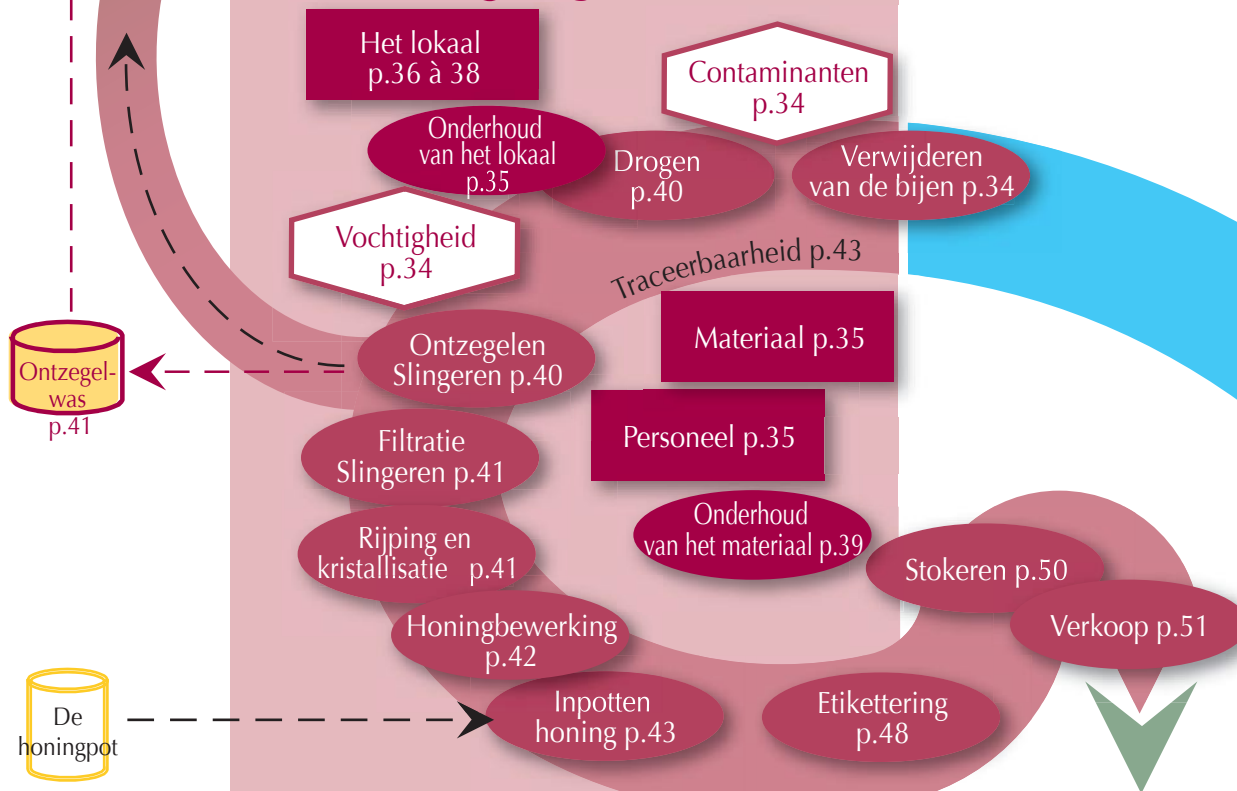 Het lokaal
p.36 à 38
Contaminanten
p.34
Onderhoud
van het lokaal
p.35
Drogen
p.40
Verwijderen
van de bijen p.34
Vochtigheid
p.34
Traceerbaarheid p.43
Materiaal p.35
Ontzegelen
Slingeren p.40
Ontzegel-
was
p.41
Personeel p.35
Filtratie
Slingeren p.41
Onderhoud
van het materiaal p.39
Rijping en
kristallisatie p.41
Stokeren p.50
Honingbewerking
p.42
Verkoop p.51
De
honingpot
Inpotten
honing p.43
Etikettering
p.48